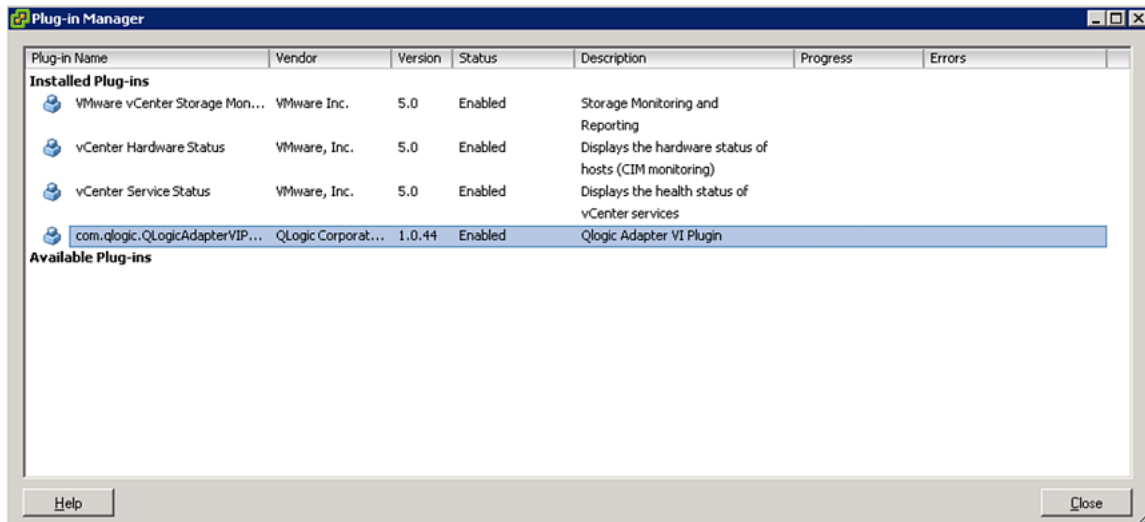 Plug-in Manager
Plug-in Name Vendor Version Status Description Progress Errors
Installed Plug-ins
VMware vCenter Storage Mon... VMware Inc. 5.0 Enabled Storage Monitoring and
Reporting
vCenter Hardware Status VMware, Inc. 5.0 Enabled Displays the hardware status of
hosts (CIM monitoring)
vCenter Service Status VMware, Inc. 5.0 Enabled Displays the health status of
vCenter services
com.qlogic.QLogicAdapterVIP... QLogic Corporat... 1.0.44 Enabled Qlogic Adapter VI Plugin
Available Plug-ins
Help Close